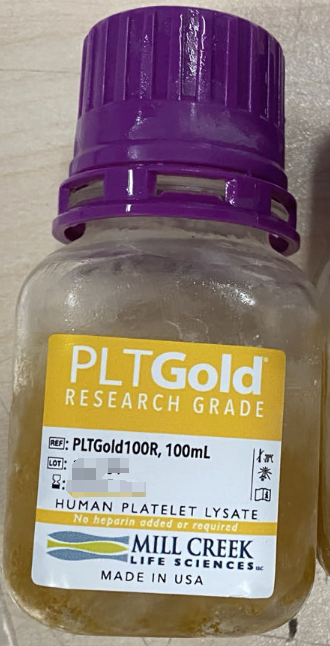 PLTGold®
RESEARCH GRADE
REF: PLTGold100R, 100mL
LOT:
HUMAN PLATELET LYSATE
No heparin added or required
MILL CREEK
LIFE SCIENCES LLC
MADE IN USA